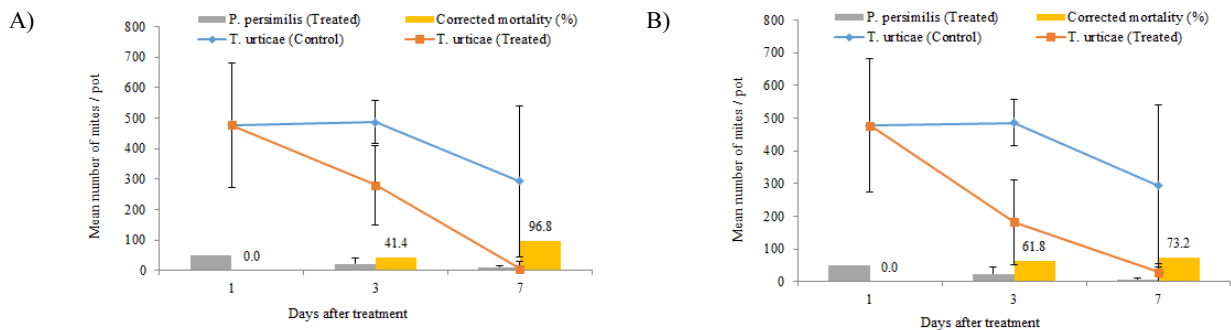 A)
P. persimilis (Treated) Corrected mortality (%)
T. urticae (Control) T. urticae (Treated)
Mean number of mites / pot
800
700
600
500
400
300
200
100
0
0.0
41.4
96.8
1 3 7
Days after treatment
B)
P. persimilis (Treated) Corrected mortality (%)
T. urticae (Control) T. urticae (Treated)
Mean number of mites / pot
800
700
600
500
400
300
200
100
0
0.0
61.8
73.2
1 3 7
Days after treatment